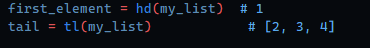 first_element = hd(my_list)  # 1
tail = tl(my_list)              # [2, 3, 4]